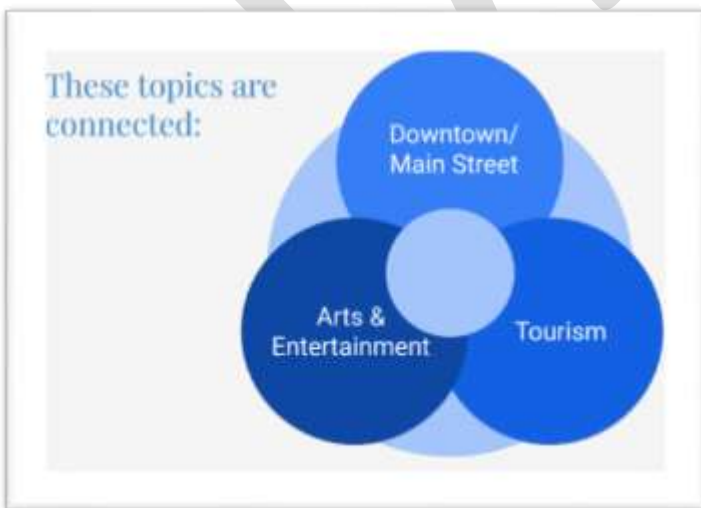 These topics are
connected:
Downtown/
Main Street
Arts &
Entertainment
Tourism